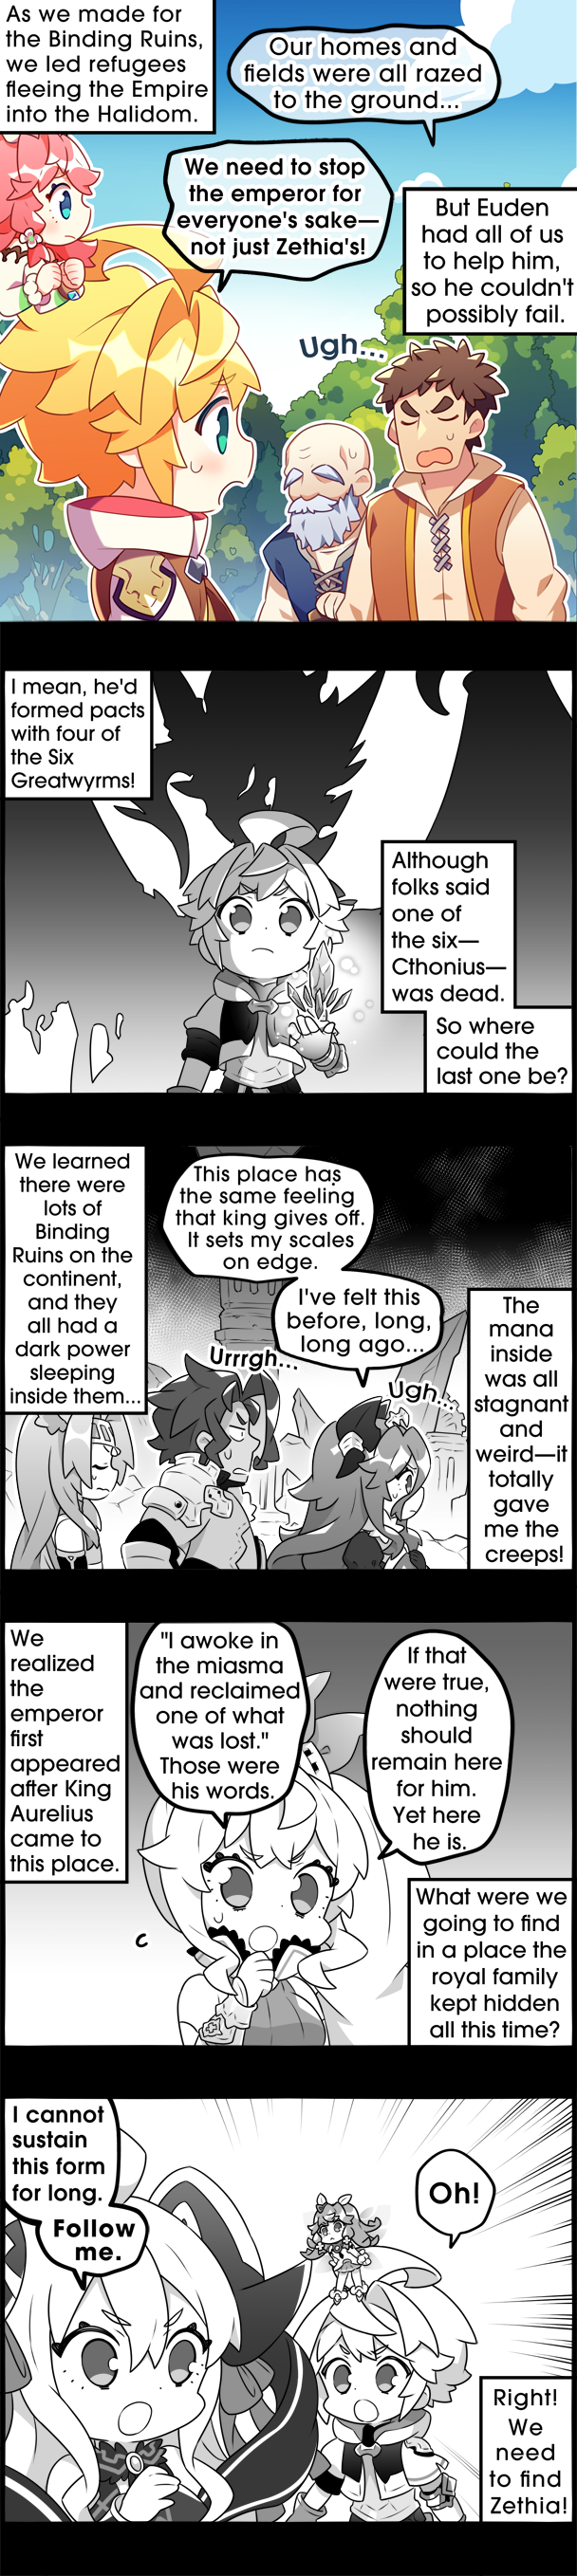 As we made for
the Binding Ruins,
we led refugees
fleeing the Empire
into the Halidom.
Our homes and
fields were all razed
to the ground...
We need to stop
the emperor for
everyone's sake—
not just Zethia's!
But Euden
had all of us
to help him,
so he couldn't
possibly fail.
Ugh...
I mean, he'd
formed pacts
with four of
the Six
Greatwyrms!
Although
folks said
one of
the six—
Cthonius—
was dead.
So where
could the
last one be?
We learned
there were
lots of
Binding
Ruins on the
continent,
and they
all had a
dark power
sleeping
inside them...
This place has
the same feeling
that king gives off.
It sets my scales
on edge.
I've felt this
before, long,
long ago...
Urrrgh...
Ugh...
The
mana
inside
was all
stagnant
and
weird—it
totally
gave
me the
creeps!
We
realized
the
emperor
first
appeared
after King
Aurelius
came to
this place.
"I awoke in
the miasma
and reclaimed
one of what
was lost."
Those were
his words.
If that
were true,
nothing
should
remain here
for him.
Yet here
he is.
What were we
going to find
in a place the
royal family
kept hidden
all this time?
I cannot
sustain
this form
for long.
Follow
me.
Oh!
Right!
We
need
to find
Zethia!